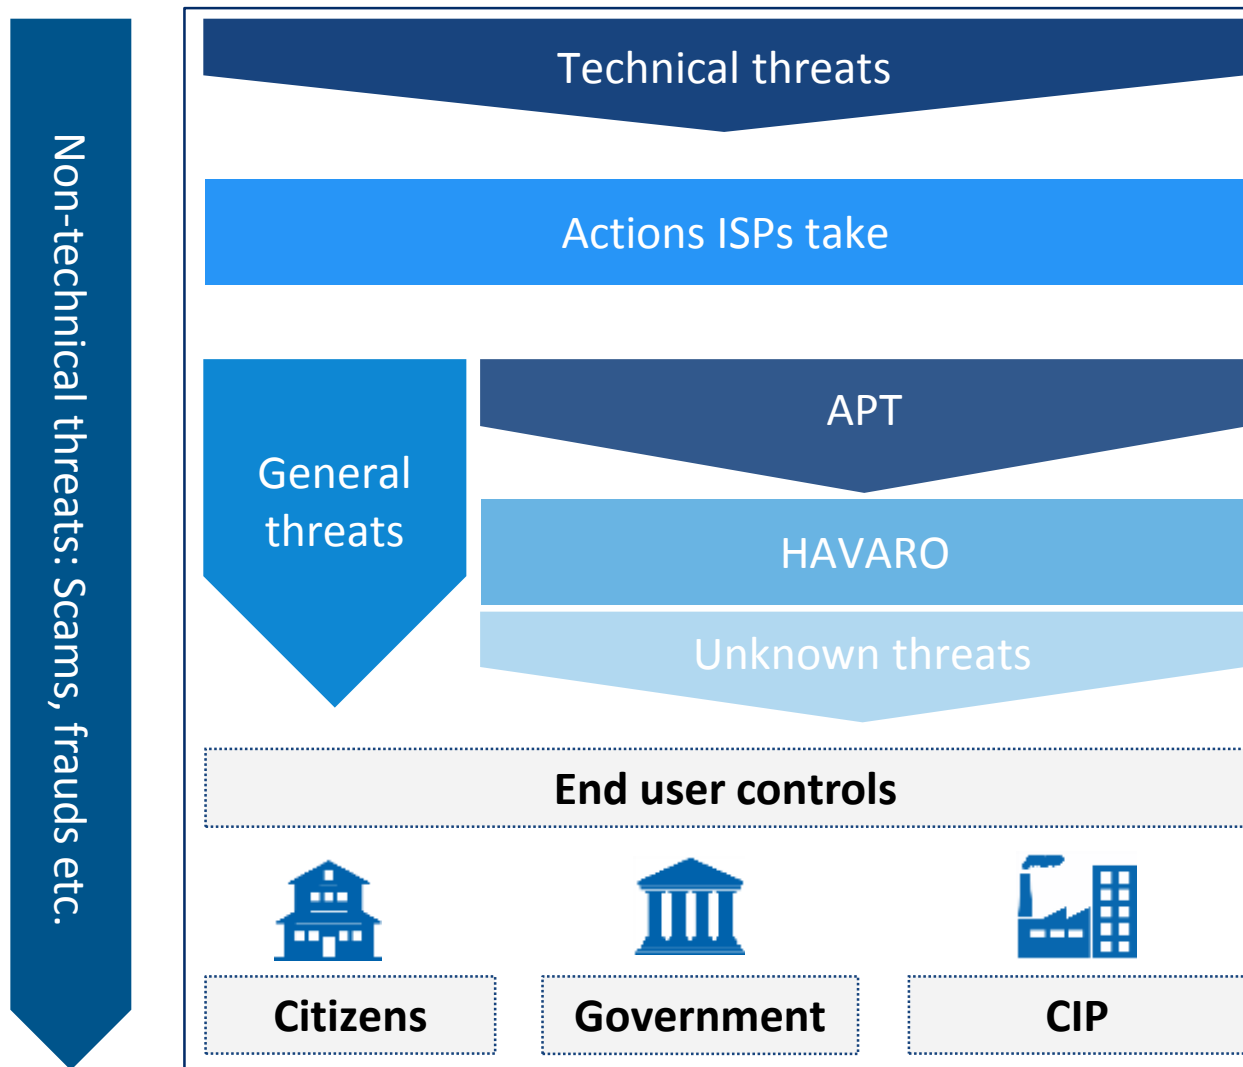 Non-technical threats: Scams, frauds etc.
Technical threats
Actions ISPs take
General
threats
APT
HAVARO
Unknown threats
End user controls
Citizens
Government
CIP